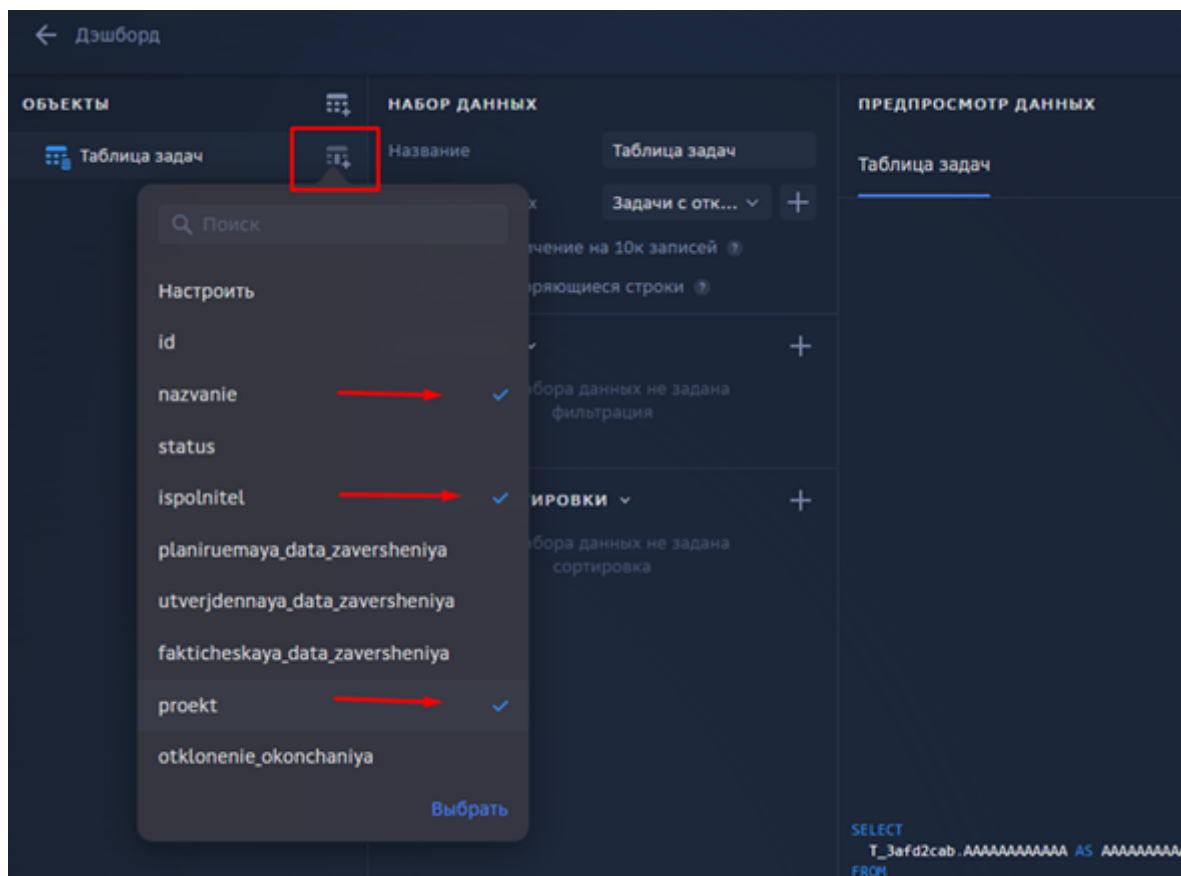 Дэшборд
ОБЪЕКТЫ
Таблица задач
Поиск
Настроить
id
nazvanie
status
ispolnitel
planiruemaya_data_zaversheniya
utverjdennaya_data_zaversheniya
fakticheskaya_data_zaversheniya
proekt
otklonenie_okonchaniya
Выбрать
НАБОР ДАННЫХ
Название
Таблица задач
х
Задачи с отк...
чение на 10к записей ?
ряющиеся строки ?
бора данных не задана
фильтрация
ИРОВКИ
бора данных не задана
сортировка
ПРЕДПРОСМОТР ДАННЫХ
Таблица задач
SELECT
T_3afd2cab.AAAAAAAAAAAA AS
FROM